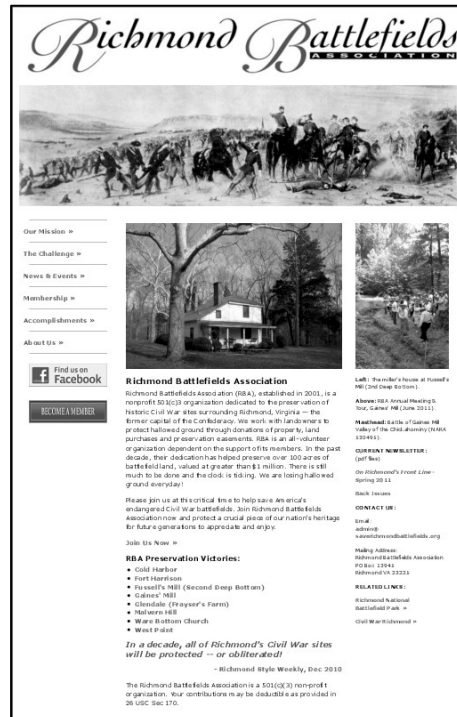 Richmond Battlefields
ASSOCIATION
Our Mission »
The Challenge »
News & Events »
Membership »
Accomplishments »
About Us »
Find us on
Facebook
BECOME A MEMBER
Richmond Battlefields Association
Richmond Battlefields Association (RBA), established in 2001, is a
nonprofit 501(c)3 organization dedicated to the preservation of
historic Civil War sites surrounding Richmond, Virginia -- the
former capital of the Confederacy. We work with landowners to
protect hallowed ground through donations of property, land
purchases and preservation easements. RBA is an all-volunteer
organization dependent on the support of its members. In the past
decade, their dedication has helped preserve over 100 acres of
battlefield land, valued at greater than $1 million. There is still
much to be done and the clock is ticking. We are losing hallowed
ground everyday!
Please join us at this critical time to help save America's
endangered Civil War battlefields. Join Richmond Battlefields
Association now and protect a crucial piece of our nation's heritage
for future generations to appreciate and enjoy.
Join Us Now »
RBA Preservation Victories:
• Cold Harbor
• Fort Harrison
• Fussell's Mill (Second Deep Bottom)
• Gaines' Mill
• Glendale (Frayser's Farm)
• Malvern Hill
• Ware Bottom Church
• West Point
In a decade, all of Richmond's Civil War sites
will be protected -- or obliterated!
- Richmond Style Weekly, Dec 2010
The Richmond Battlefields Association is a 501(c)(3) non-profit
organization. Your contributions may be deductible as provided in
26 USC Sec 170.
Left: The miller's house at Fussell's
Mill (2nd Deep Bottom).
Above: RBA Annual Meeting &
Tour, Gaines' Mill (June 2011).
Masthead: Battle of Gaines Mill
Valley of the Chickahominy (NARA
120491).
CURRENT NEWSLETTER:
(pdf files)
On Richmond's Front Line -
Spring 2011
Back Issues
CONTACT US:
Email:
admin@
saverichmondbattlefields.org
Mailing Address:
Richmond Battlefields Association
PO Box 13941
Richmond VA 23221
RELATED LINKS:
Richmond National
Battlefield Park »
Civil War Richmond »